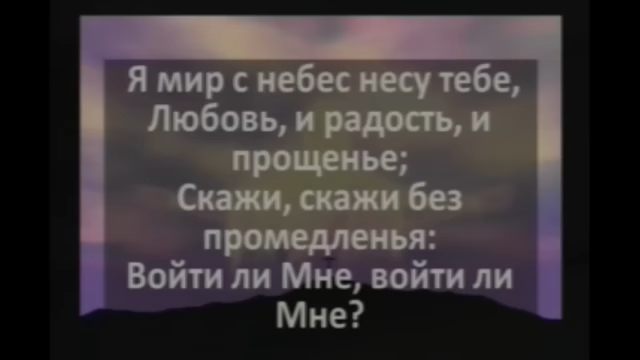 Я мир с небес несу тебе,
Любовь, и радость, и
прощенье;
Скажи, скажи без
промедленья:
Войти ли Мне, войти ли
Мне?